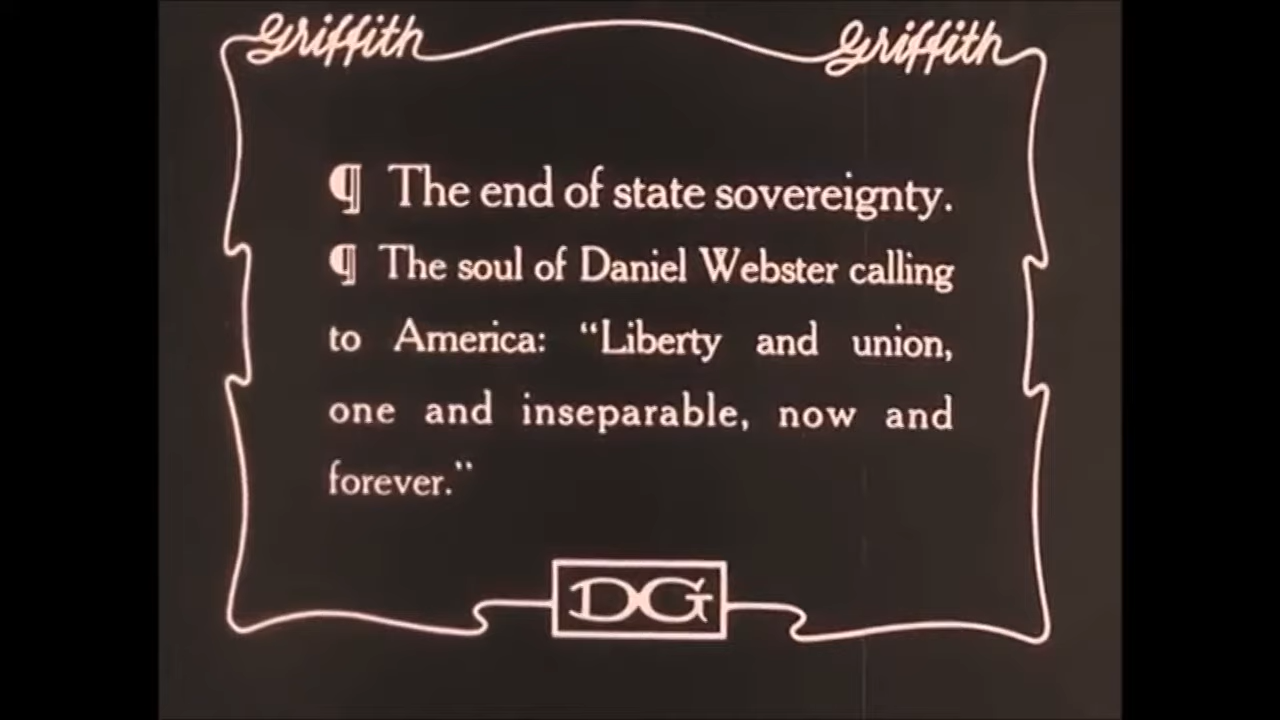 Griffith Griffith
¶ The end of state sovereignty.
¶ The soul of Daniel Webster calling
to America: “Liberty and union,
one and inseparable, now and
forever.”
DG